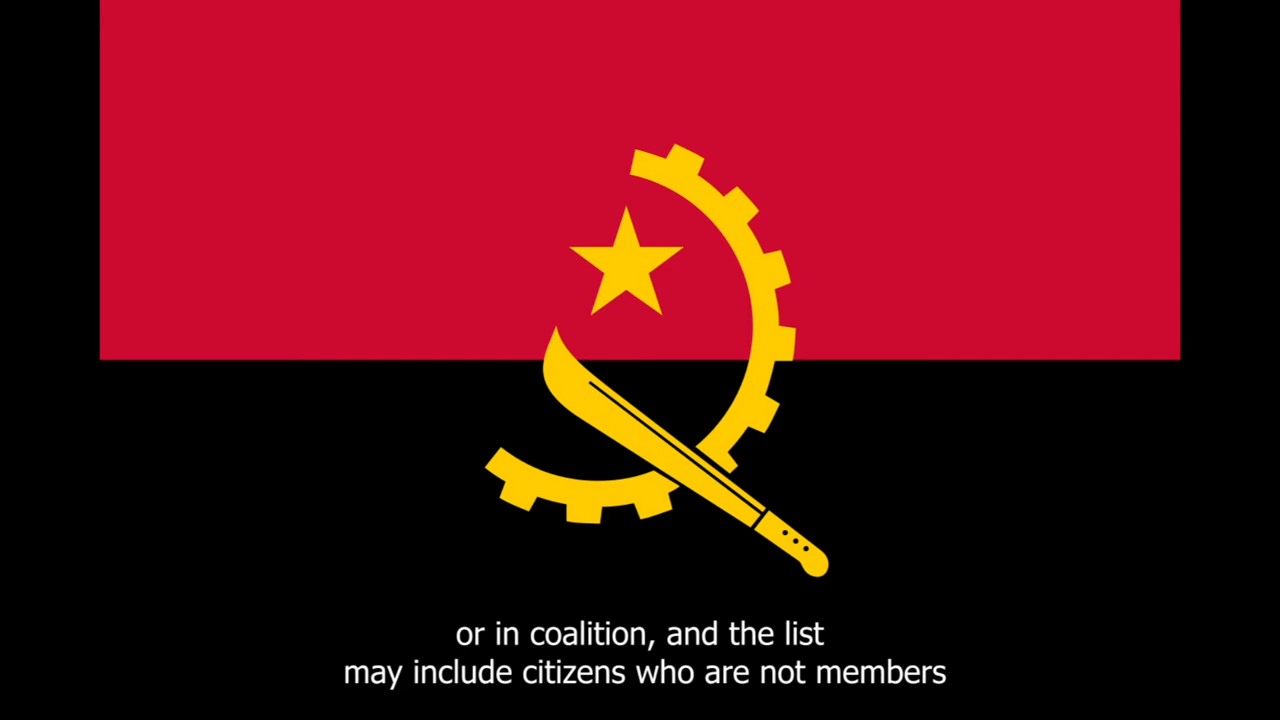 or in coalition, and the list
may include citizens who are not members